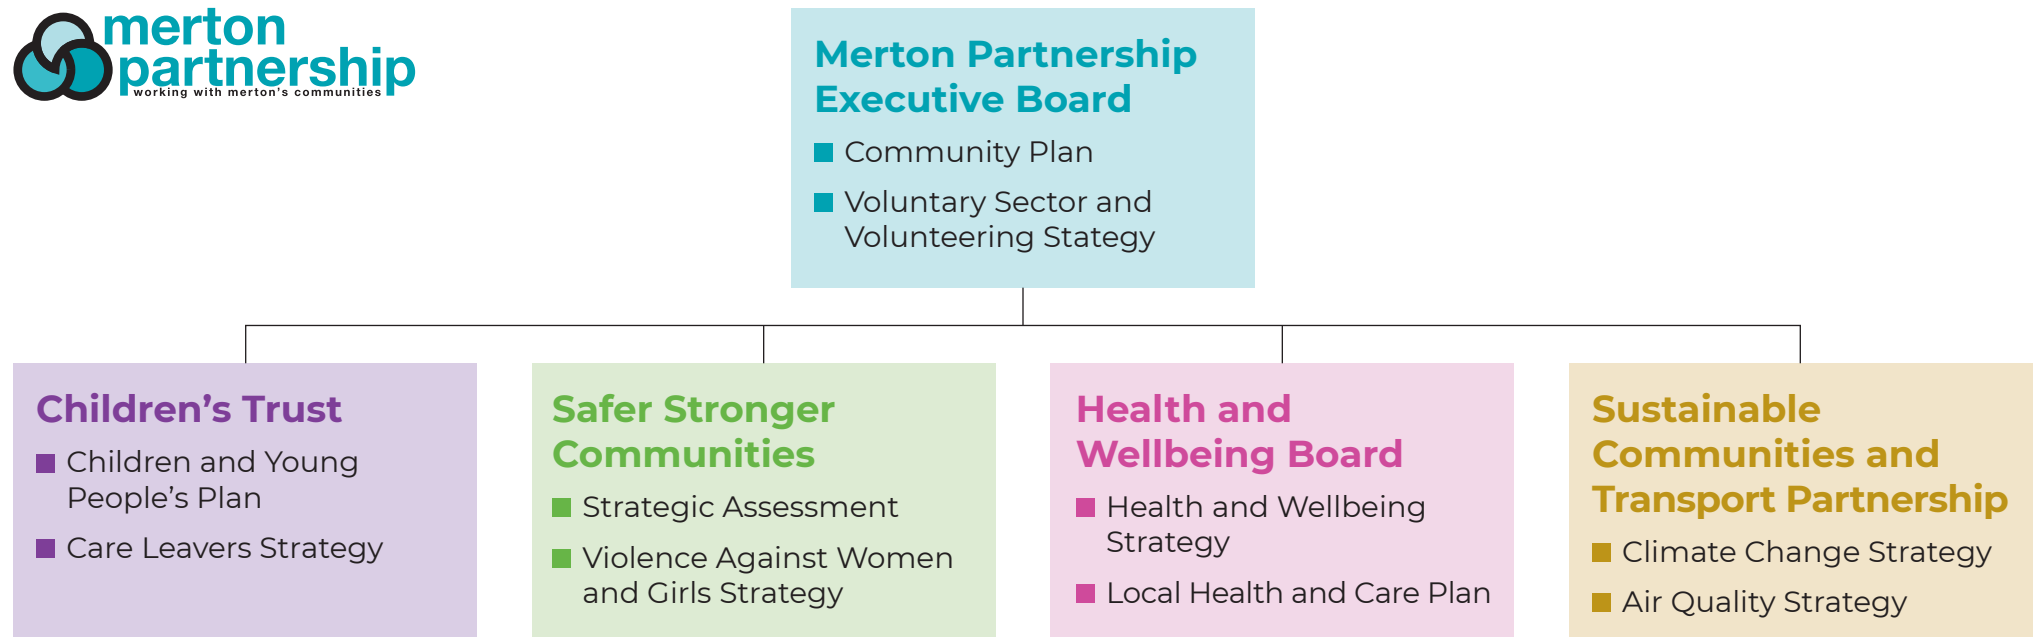 merton
partnership
working with merton's communities
Merton Partnership
Executive Board
Community Plan
Voluntary Sector and
Volunteering Stategy
Children’s Trust
Children and Young
People’s Plan
Care Leavers Strategy
Safer Stronger
Communities
Strategic Assessment
Violence Against Women
and Girls Strategy
Health and
Wellbeing Board
Health and Wellbeing
Strategy
Local Health and Care Plan
Sustainable
Communities and
Transport Partnership
Climate Change Strategy
Air Quality Strategy